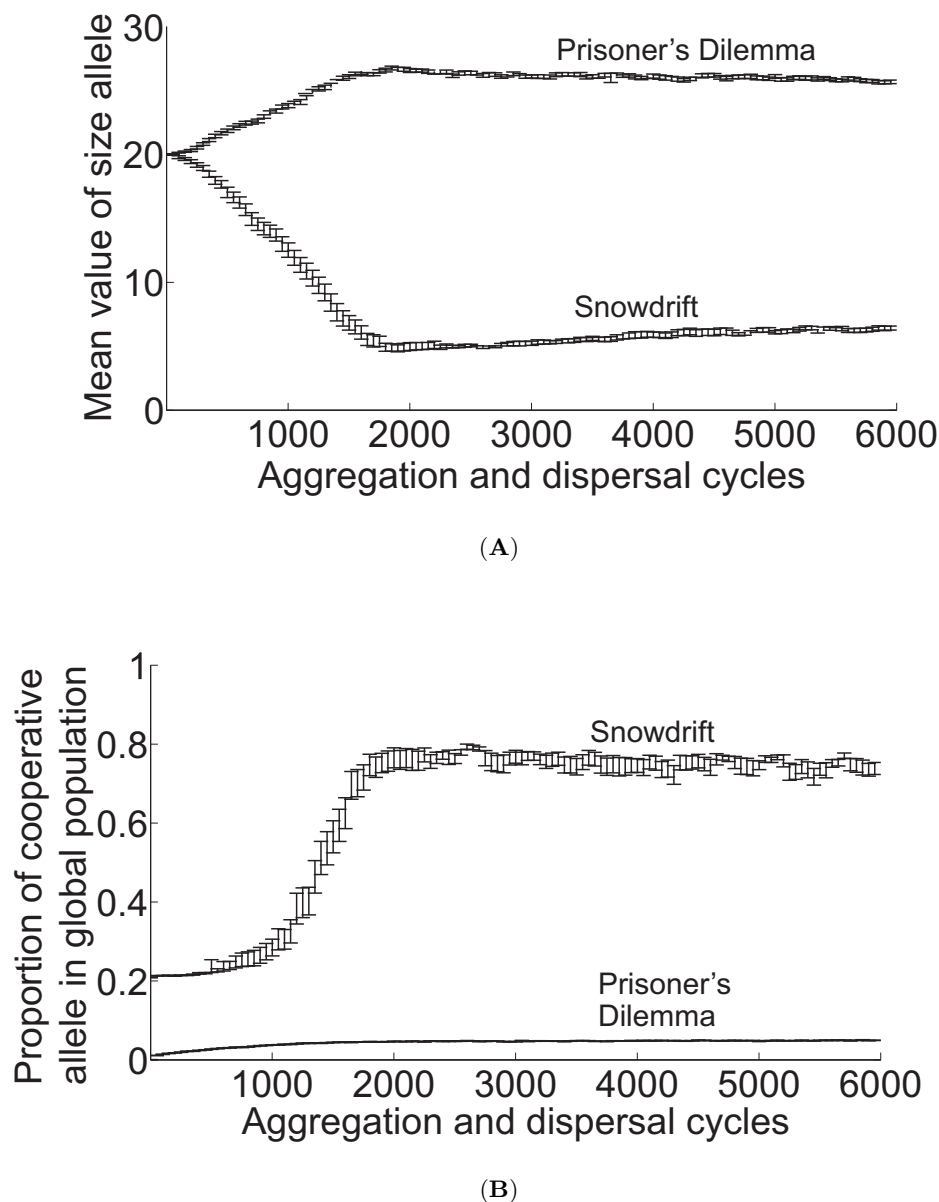 30
Prisoner's Dilemma
Mean value of size allele
20
10
Snowdrift
0
1000 2000 3000 4000 5000 6000
Aggregation and dispersal cycles
(A)
1
Proportion of cooperative
allele in global population
Snowdrift
0.8
0.6
0.4
0.2
Prisoner's
Dilemma
0
1000 2000 3000 4000 5000 6000
Aggregation and dispersal cycles
(B)